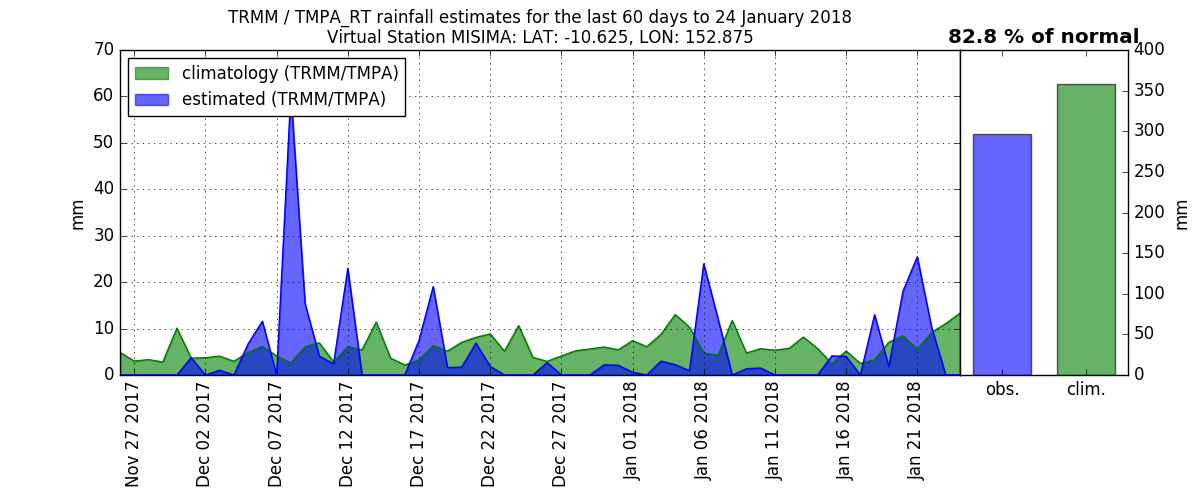 TRMM / TMPA_RT rainfall estimates for the last 60 days to 24 January 2018
Virtual Station MISIMA: LAT: -10.625, LON: 152.875
82.8 % of normal
climatology (TRMM/TMPA)
estimated (TRMM/TMPA)
70
60
50
40
30
20
10
0
mm
Nov 27 2017
Dec 02 2017
Dec 07 2017
Dec 12 2017
Dec 17 2017
Dec 22 2017
Dec 27 2017
Jan 01 2018
Jan 06 2018
Jan 11 2018
Jan 16 2018
Jan 21 2018
obs.
clim.
400
350
300
250
200
150
100
50
0
mm